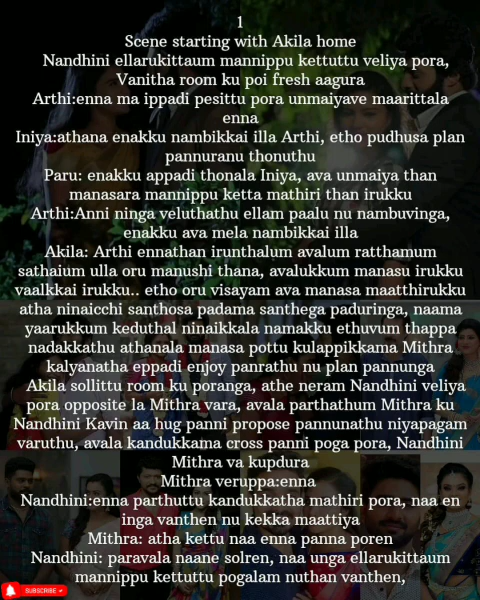 1
Scene starting with Akila home
Nandhini ellarukittaum mannippu kettuttu veliya pora,
Vanitha room ku poi fresh aagura
Arthi:enna ma ippadi pesittu pora unmaiyave maarittala
enna
Iniya:athana enakku nambikkai illa Arthi, etho pudhusa plan
pannuranu thonuthu
Paru: enakku appadi thonala Iniya, ava unmaiya than
manasara mannippu ketta mathiri than irukku
Arthi:Anni ninga veluthathu ellam paalu nu nambuvinga,
enakku ava mela nambikkai illa
Akila: Arthi ennathan irunthalum avalum ratthamum
sathaium ulla oru manushi thana, avalukkum manasu irukku
vaalkkai irukku.. etho oru visayam ava manasa maatthirukku
atha ninaicchi santhosa padama santhega paduringa, naama
yaarukkum keduthal ninaikkala namakku ethuvum thappa
nadakkathu athanala manasa pottu kulappikkama Mithra
kalyanatha eppadi enjoy panrathu nu plan pannunga
Akila sollittu room ku poranga, athe neram Nandhini veliya
pora opposite la Mithra vara, avala parthathum Mithra ku
Nandhini Kavin aa hug panni propose pannunathu niyapagam
varuthu, avala kandukkama cross panni poga pora, Nandhini
Mithra va kupdura
Mithra veruppa:enna
Nandhini:enna parthuttu kandukkatha mathiri pora, naa en
inga vanthen nu kekka maattiya
Mithra: atha kettu naa enna panna poren
Nandhini: paravala naane solren, naa unga ellarukittaum
mannippu kettuttu pogalam nuthan vanthen,
SUBSCRIBE